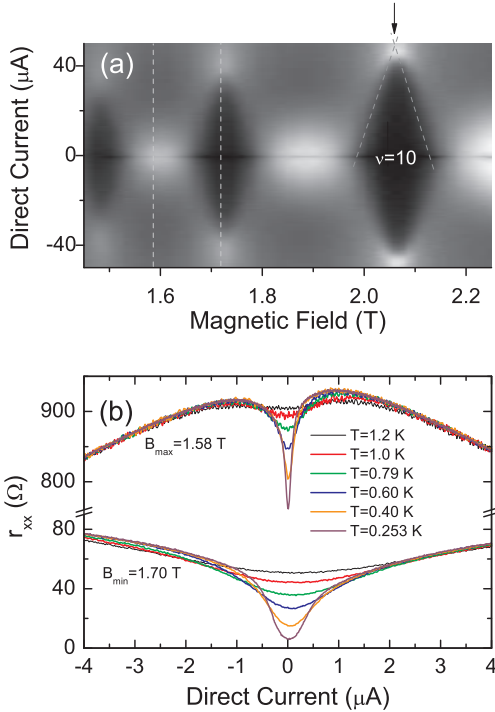 (a)
Direct Current (μA)
40
0
-40
ν=10
1.6
1.8
2.0
2.2
Magnetic Field (T)
(b)
r_xx (Ω)
900
800
80
40
0
B_max=1.58 T
B_min=1.70 T
T=1.2 K
T=1.0 K
T=0.79 K
T=0.60 K
T=0.40 K
T=0.253 K
-4 -3 -2 -1 0 1 2 3 4
Direct Current (μA)